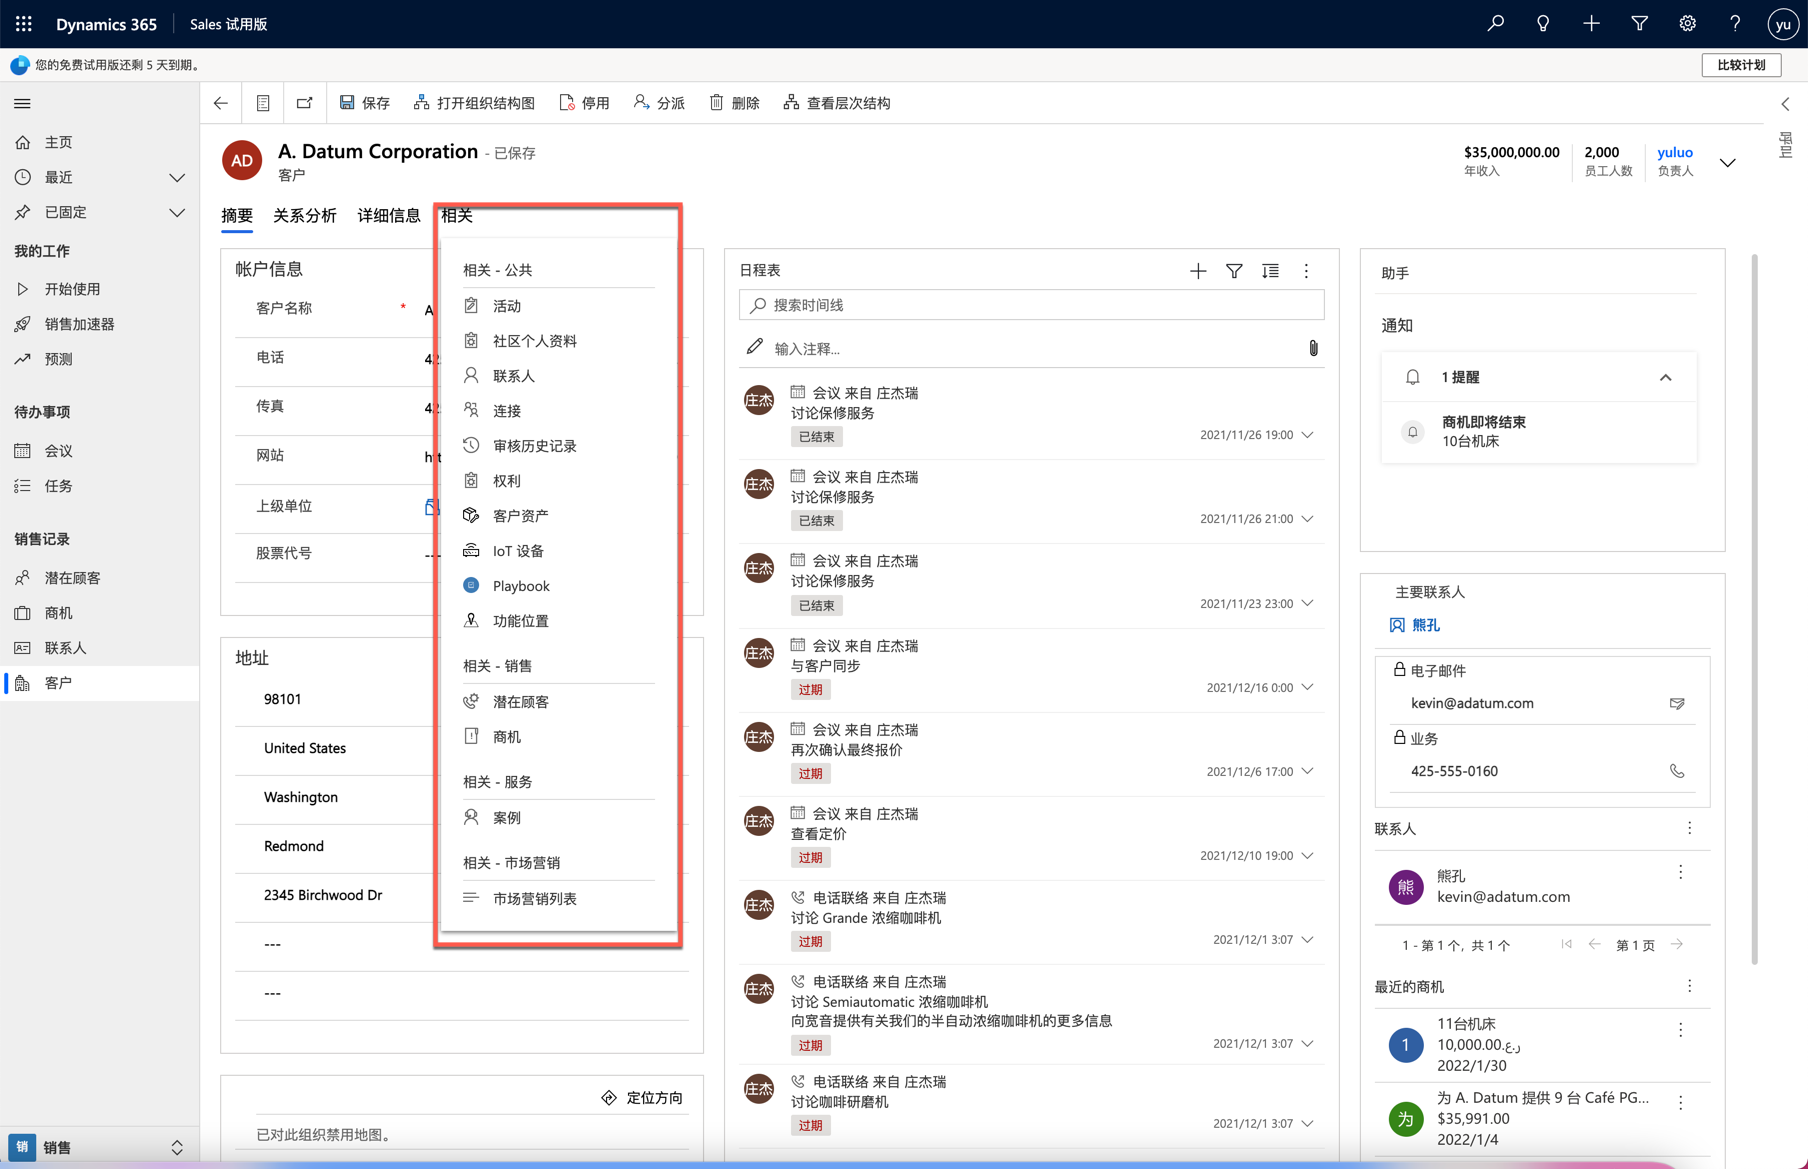 Dynamics 365
Sales 试用版
yu
您的免费试用版还剩 5 天到期。
比较计划
保存
打开组织结构图
停用
分派
删除
查看层次结构
主页
最近
已固定
我的工作
开始使用
销售加速器
预测
待办事项
会议
任务
销售记录
潜在顾客
商机
联系人
客户
销 销售
AD
A. Datum Corporation - 已保存
客户
$35,000,000.00
年收入
2,000
员工人数
yuluo
负责人
摘要
关系分析
详细信息
相关
帐户信息
客户名称 *
电话
传真
网站
上级单位
股票代号
---
相关 - 公共
活动
社区个人资料
联系人
连接
审核历史记录
权利
客户资产
IoT 设备
Playbook
功能位置
相关 - 销售
潜在顾客
商机
相关 - 服务
案例
相关 - 市场营销
市场营销列表
地址
98101
United States
Washington
Redmond
2345 Birchwood Dr
---
---
定位方向
已对此组织禁用地图。
日程表
搜索时间线
输入注释...
庄杰
会议 来自 庄杰瑞
讨论保修服务
已结束
2021/11/26 19:00
庄杰
会议 来自 庄杰瑞
讨论保修服务
已结束
2021/11/26 21:00
庄杰
会议 来自 庄杰瑞
讨论保修服务
已结束
2021/11/23 23:00
庄杰
会议 来自 庄杰瑞
与客户同步
过期
2021/12/16 0:00
庄杰
会议 来自 庄杰瑞
再次确认最终报价
过期
2021/12/6 17:00
庄杰
会议 来自 庄杰瑞
查看定价
过期
2021/12/10 19:00
庄杰
电话联络 来自 庄杰瑞
讨论 Grande 浓缩咖啡机
过期
2021/12/1 3:07
庄杰
电话联络 来自 庄杰瑞
讨论 Semiautomatic 浓缩咖啡机
向宽音提供有关我们的半自动浓缩咖啡机的更多信息
过期
2021/12/1 3:07
庄杰
电话联络 来自 庄杰瑞
讨论咖啡研磨机
过期
2021/12/1 3:07
助手
通知
1 提醒
商机即将结束
10台机床
主要联系人
熊孔
电子邮件
kevin@adatum.com
业务
425-555-0160
联系人
熊
熊孔
kevin@adatum.com
1 - 第 1 个, 共 1 个
第 1 页
最近的商机
1
11台机床
10,000.00ر.ع.
2022/1/30
为
为 A. Datum 提供 9 台 Café PG...
$35,991.00
2022/1/4